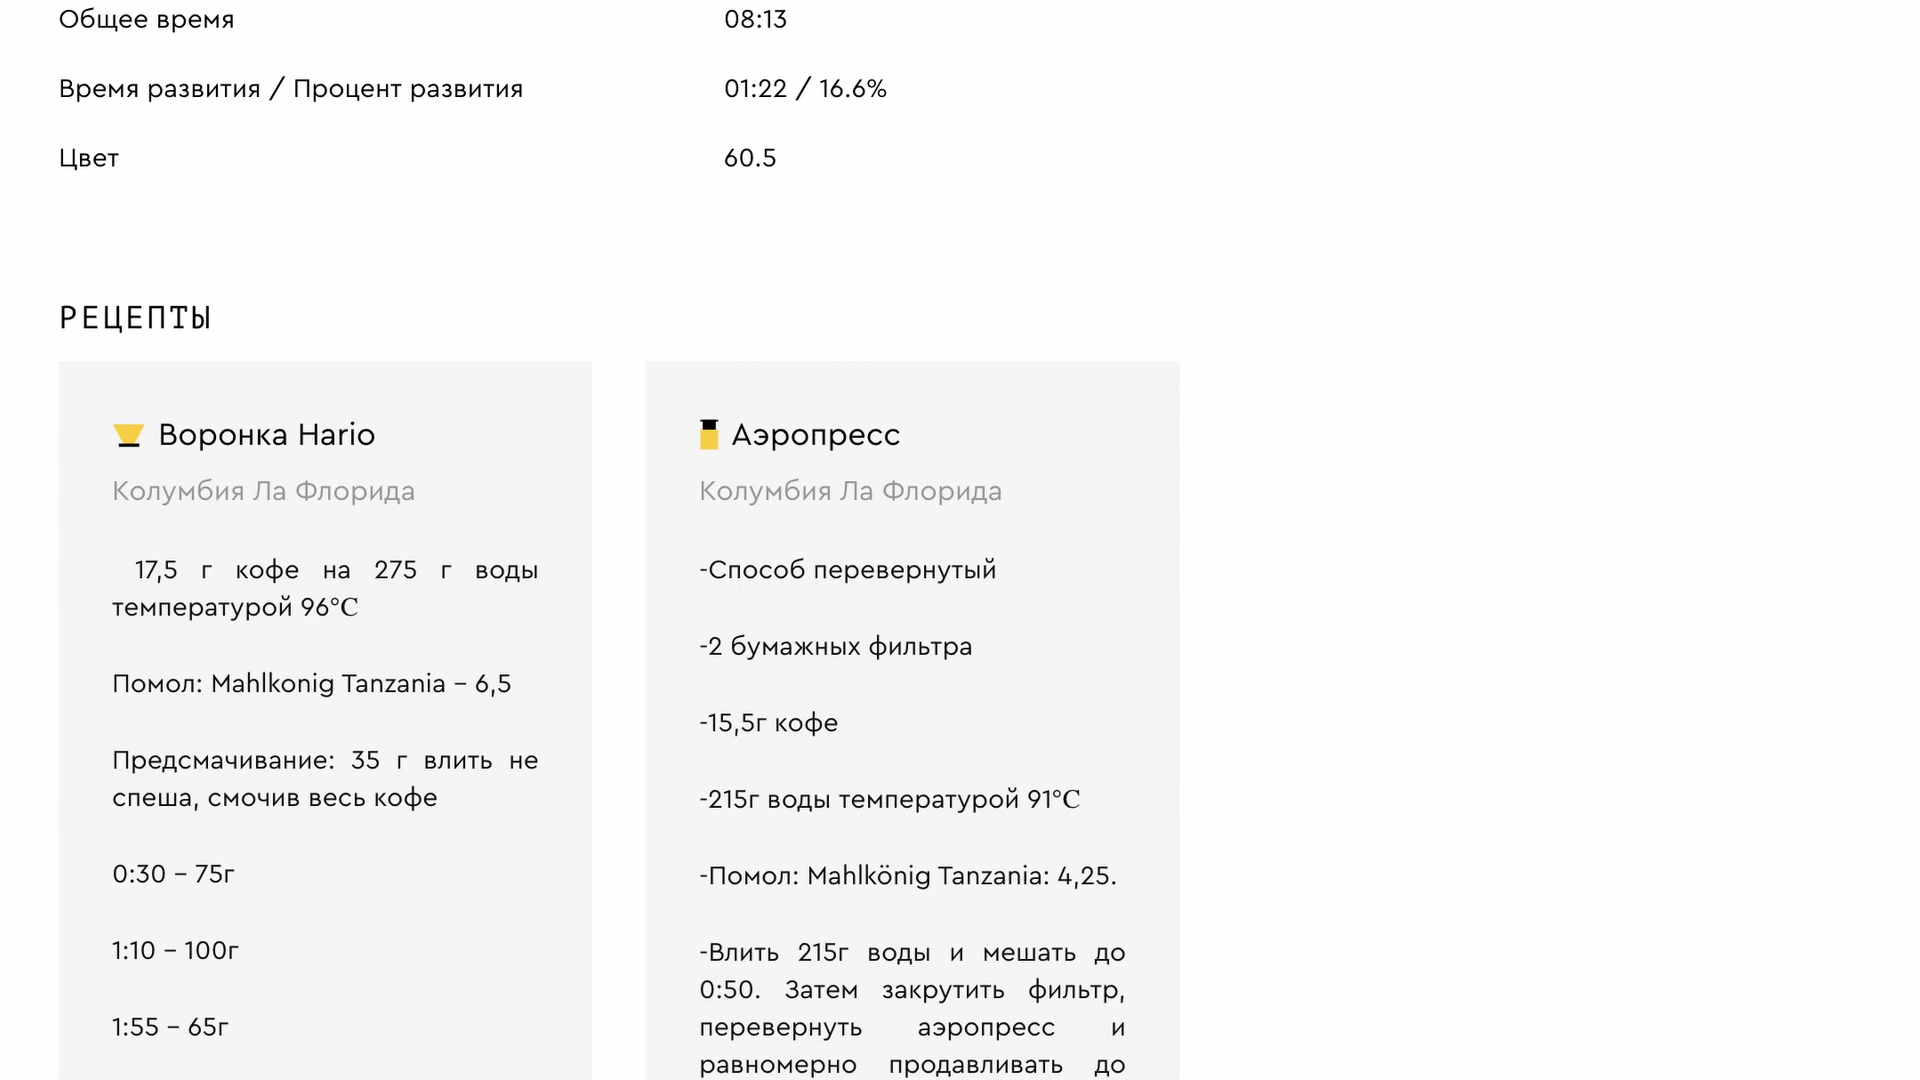 Общее время 08:13
Время развития / Процент развития 01:22 / 16.6%
Цвет 60.5
РЕЦЕПТЫ
Воронка Hario
Колумбия Ла Флорида
17,5 г кофе на 275 г воды
температурой 96°C
Помол: Mahlkonig Tanzania – 6,5
Предсмачивание: 35 г влить не
спеша, смочив весь кофе
0:30 – 75г
1:10 – 100г
1:55 – 65г
Аэропресс
Колумбия Ла Флорида
-Способ перевернутый
-2 бумажных фильтра
-15,5г кофе
-215г воды температурой 91°C
-Помол: Mahlkönig Tanzania: 4,25.
-Влить 215г воды и мешать до
0:50. Затем закрутить фильтр,
перевернуть аэропресс и
равномерно продавливать до